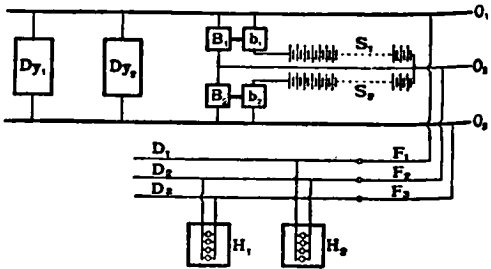 O₁
B₁ b₁
Dy₁ Dy₂ S₁
O₂
B₂ b₂ S₂
O₃
D₁ F₁
D₂ F₂
D₃ F₃
H₁ H₂